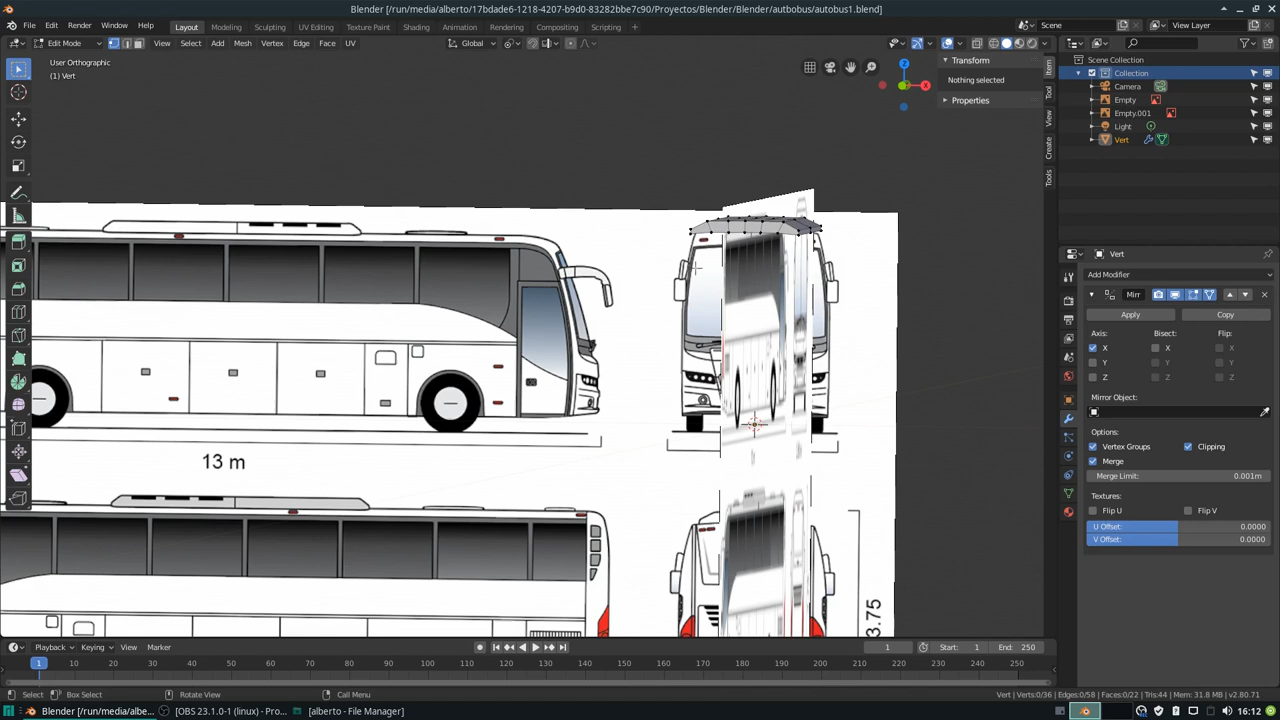 Blender [/run/media/alberto/17bdade6-1218-4207-b9d0-83282bbe7c90/Proyectos/Blender/Blender/autbobus/autobus1.blend]
File Edit Render Window Help Layout Modeling Sculpting UV Editing Texture Paint Shading Animation Rendering Compositing Scripting + Scene View Layer
Edit Mode View Select Add Mesh Vertex Edge Face UV Global
User Orthographic
(1) Vert
Z
X
Transform
Nothing selected
Properties
Item
Tool
View
Create
Tools
Scene Collection
Collection
Camera
Empty
Empty.001
Light
Vert
13 m
3.75
Vert
Add Modifier
Mirr
Apply Copy
Axis: Bisect: Flip:
X X X
Y Y Y
Z Z Z
Mirror Object:
Options:
Vertex Groups Clipping
Merge
Merge Limit: 0.001m
Textures:
Flip U Flip V
U Offset: 0.0000
V Offset: 0.0000
Playback Keying View Marker 1 Start: 1 End: 250
1 10 20 30 40 50 60 70 80 90 100 110 120 130 140 150 160 170 180 190 200 210 220 230 240 250
Select Box Select Rotate View Call Menu Vert | Verts:0/36 | Edges:0/58 | Faces:0/22 | Tris:44 | Mem: 31.8 MB | v2.80.71
Blender [/run/media/albe... [OBS 23.1.0-1 (linux) - Pro... [alberto - File Manager] 16:12